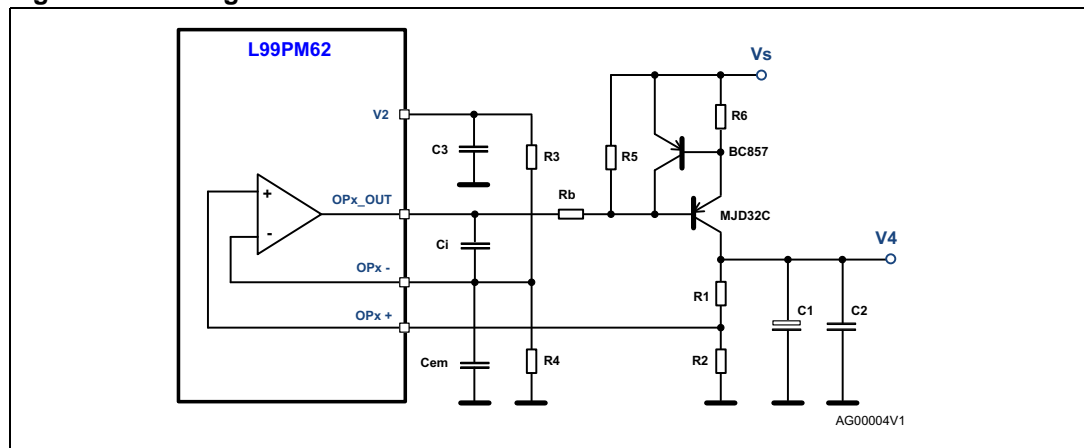 L99PM62
Vs
V2
R6
C3
R3
R5
BC857
OPx_OUT
Rb
MJD32C
+
-
V4
Ci
OPx -
R1
C1
C2
OPx +
Cem
R4
R2
AG00004V1